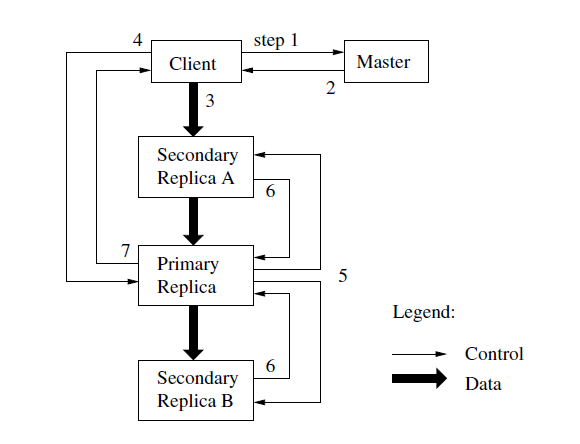 4
step 1
Client
Master
2
3
Secondary
Replica A
6
7
Primary
Replica
5
Legend:
6
Control
Secondary
Replica B
Data